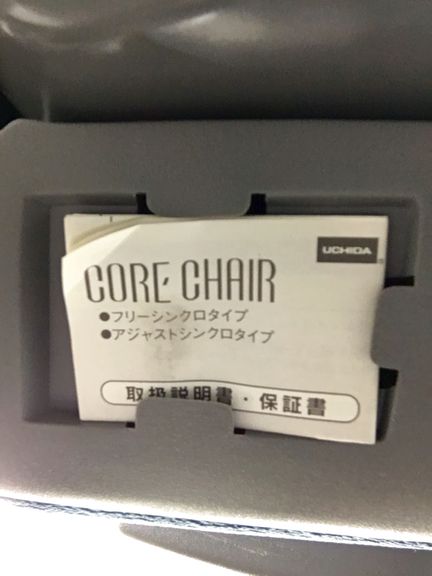 UCHIDA
CORE CHAIR
●フリーシンクロタイプ
●アジャストシンクロタイプ
取扱説明書・保証書